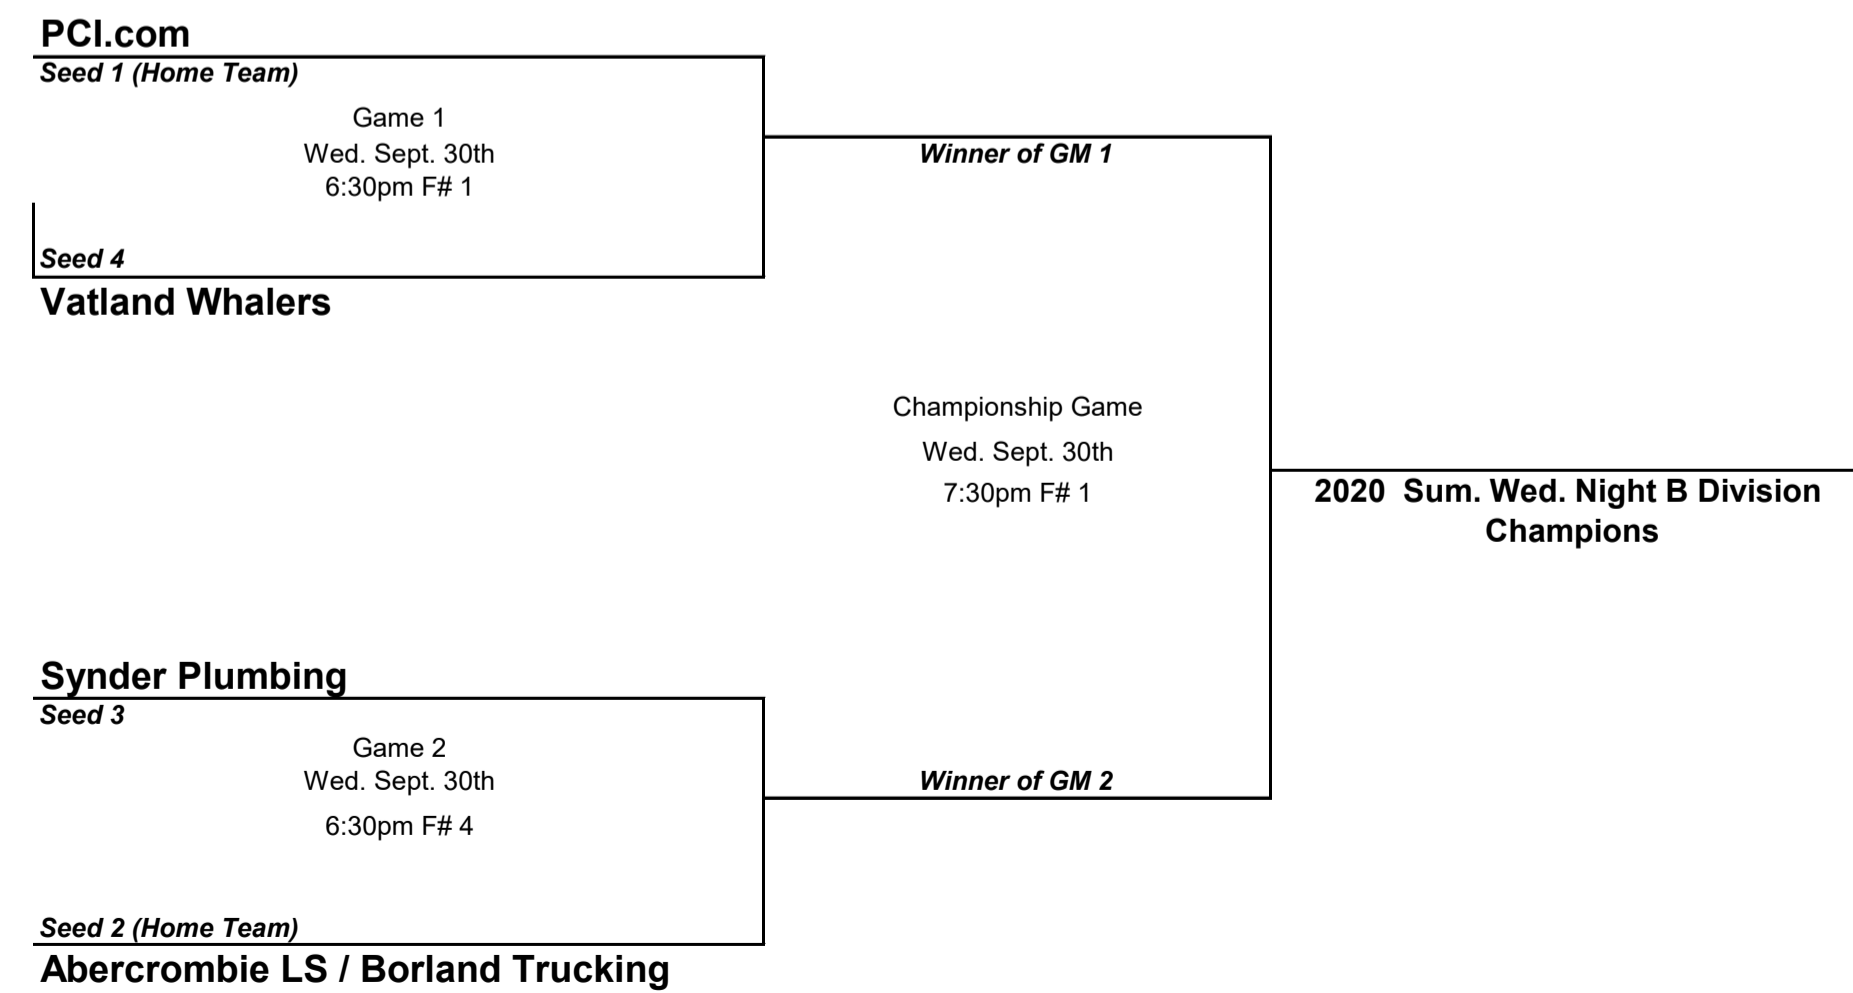 PCI.com
Seed 1 (Home Team)
Game 1
Wed. Sept. 30th
6:30pm F# 1
Winner of GM 1
Seed 4
Vatland Whalers
Championship Game
Wed. Sept. 30th
7:30pm F# 1
2020  Sum. Wed. Night B Division
Champions
Synder Plumbing
Seed 3
Game 2
Wed. Sept. 30th
6:30pm F# 4
Winner of GM 2
Seed 2 (Home Team)
Abercrombie LS / Borland Trucking